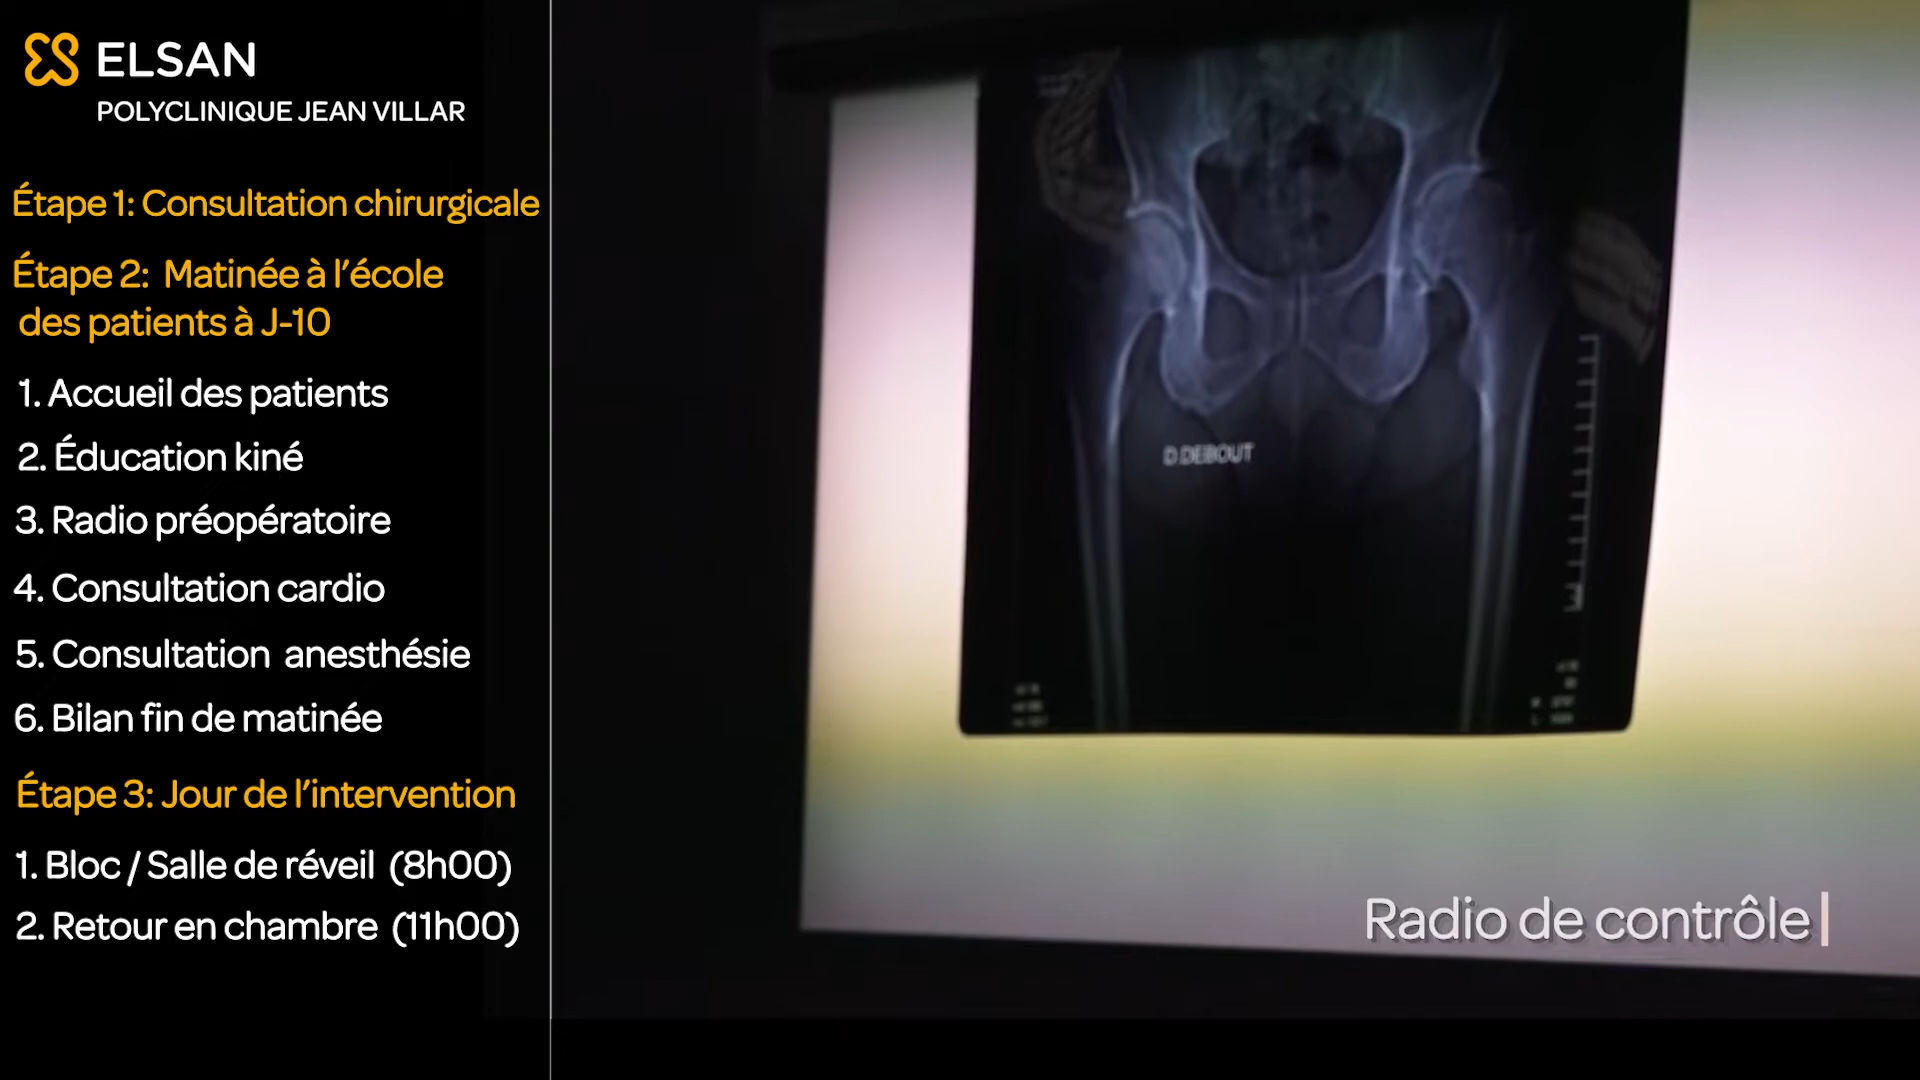 ELSAN
POLYCLINIQUE JEAN VILLAR
Étape 1: Consultation chirurgicale
Étape 2: Matinée à l'école
des patients à J-10
1. Accueil des patients
2. Éducation kiné
3. Radio préopératoire
4. Consultation cardio
5. Consultation anesthésie
6. Bilan fin de matinée
Étape 3: Jour de l'intervention
1. Bloc / Salle de réveil (8h00)
2. Retour en chambre (11h00)
D.DEBOUT
Radio de contrôle